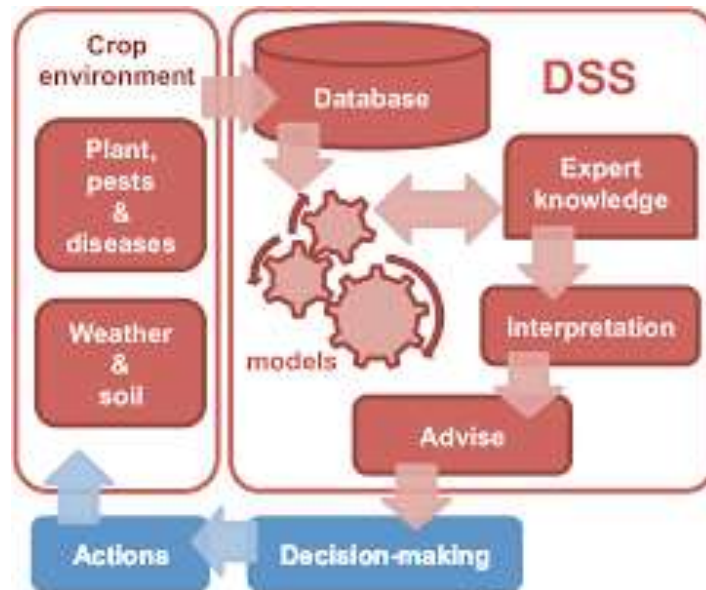 Crop
environment
Plant,
pests
&
diseases
Weather
&
soil
DSS
Database
Expert
knowledge
models
Interpretation
Advise
Decision-making
Actions